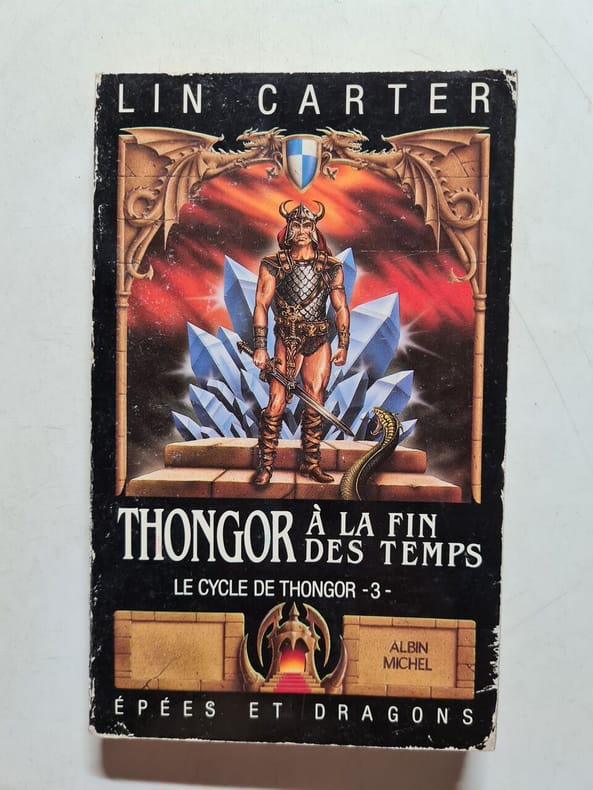 LIN CARTER
THONGOR À LA FIN
DES TEMPS
LE CYCLE DE THONGOR -3-
ALBIN
MICHEL
ÉPÉES ET DRAGONS